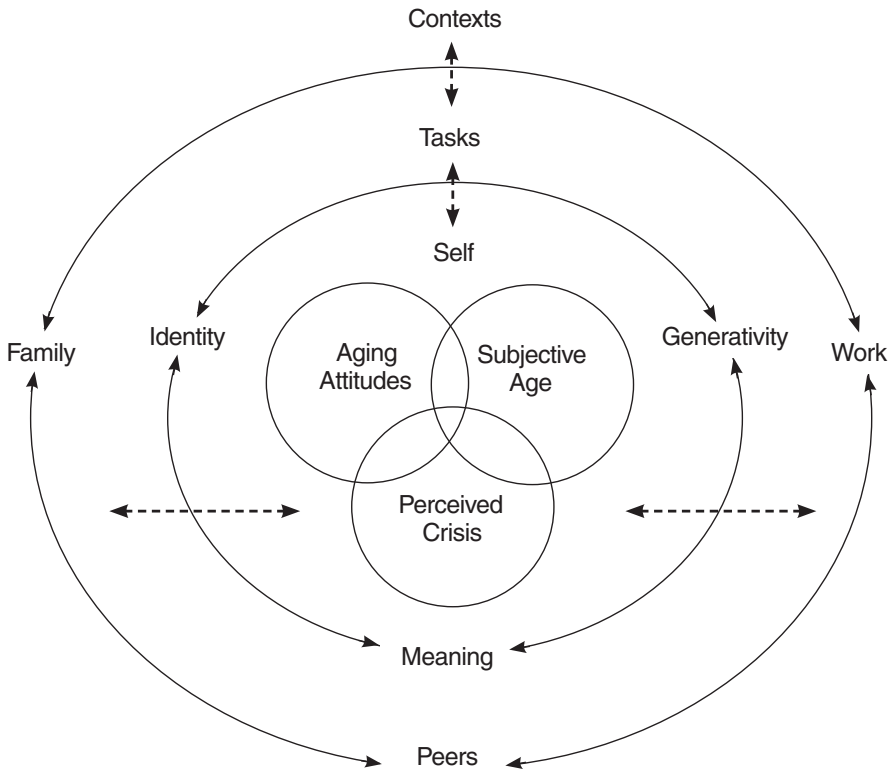 Contexts
Tasks
Self
Family
Identity
Aging
Attitudes
Subjective
Age
Generativity
Work
Perceived
Crisis
Meaning
Peers